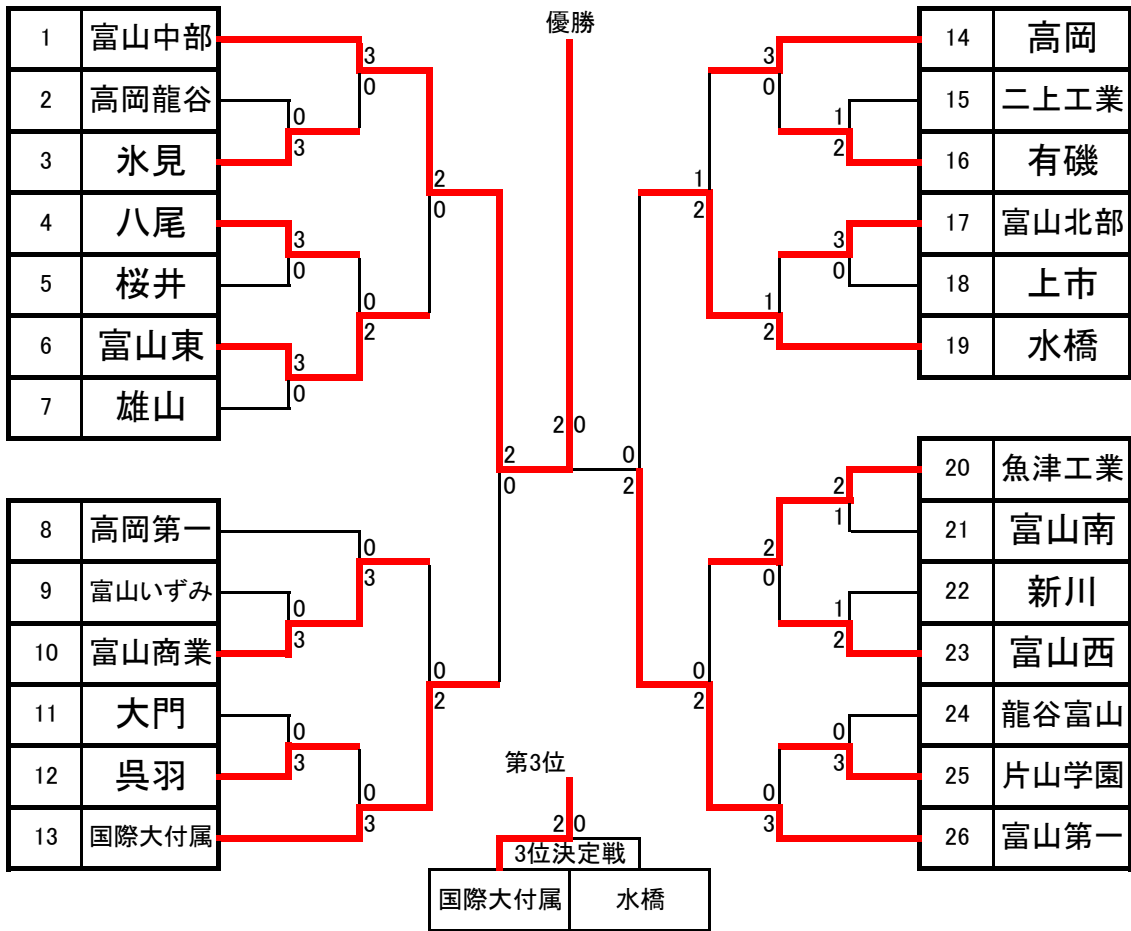 優勝
1 富山中部
2 高岡龍谷
3 氷見
4 八尾
5 桜井
6 富山東
7 雄山
3
0
0
3
3
0
3
0
0
2
2
0
8 高岡第一
9 富山いずみ
10 富山商業
11 大門
12 呉羽
13 国際大付属
0
3
0
3
0
3
0
3
0
2
2
0
2 0
14 高岡
15 二上工業
16 有磯
17 富山北部
18 上市
19 水橋
3
0
1
2
3
0
1
2
1
2
20 魚津工業
21 富山南
22 新川
23 富山西
24 龍谷富山
25 片山学園
26 富山第一
2
1
2
0
1
2
0
3
0
3
0
2
0
2
第3位
2 0
3位決定戦
国際大付属 水橋